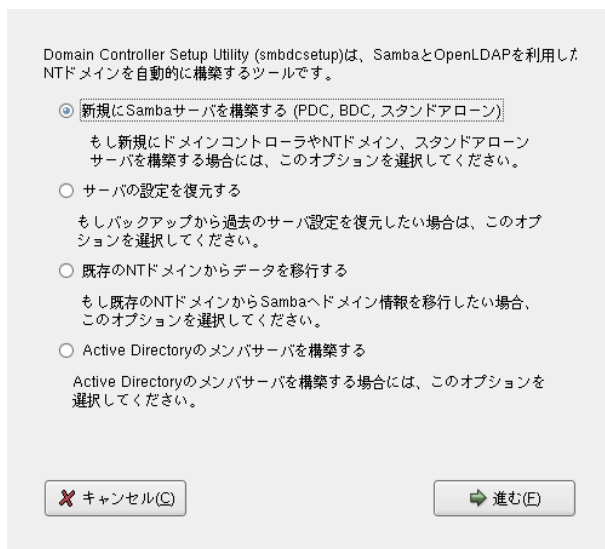 Domain Controller Setup Utility (smbdcsetup)は、SambaとOpenLDAPを利用した
NTドメインを自動的に構築するツールです。
新規にSambaサーバを構築する (PDC, BDC, スタンドアローン)
もし新規にドメインコントローラやNTドメイン、スタンドアローン
サーバを構築する場合には、このオプションを選択してください。
サーバの設定を復元する
もしバックアップから過去のサーバ設定を復元したい場合は、このオプ
ションを選択してください。
既存のNTドメインからデータを移行する
もし既存のNTドメインからSambaへドメイン情報を移行したい場合、
このオプションを選択してください。
Active Directoryのメンバサーバを構築する
Active Directoryのメンバサーバを構築する場合には、このオプションを
選択してください。
キャンセル(C)
進む(F)